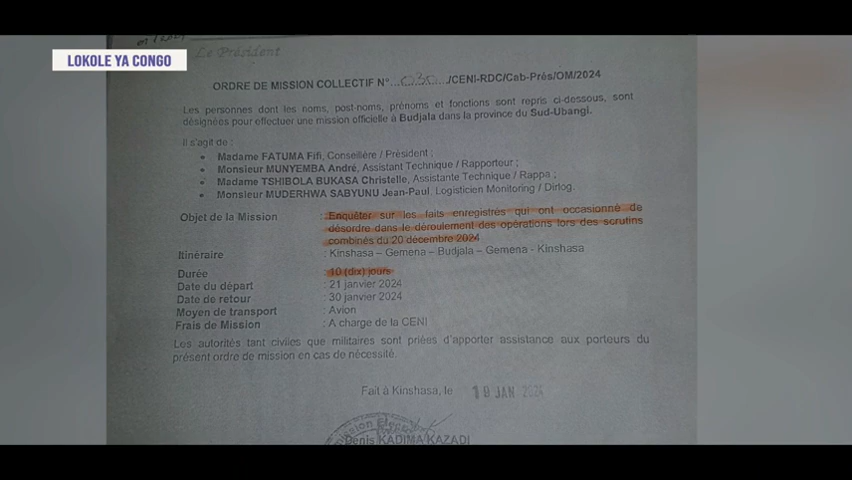 LOKOLE YA CONGO
Le Président
ORDRE DE MISSION COLLECTIF N°...030.../CENI-RDC/Cab-Prés/OM/2024
Les personnes dont les noms, post-noms, prénoms et fonctions sont repris ci-dessous, sont
désignées pour effectuer une mission officielle à Budjala dans la province du Sud-Ubangi.
Il s'agit de :
• Madame FATUMA Fifi, Conseillère / Président ;
• Monsieur MUNYEMBA André, Assistant Technique / Rapporteur ;
• Madame TSHIBOLA BUKASA Christelle, Assistante Technique / Rappa ;
• Monsieur MUDERHWA SABYUNU Jean-Paul, Logisticien Monitoring / Dirlog.
Objet de la Mission : Enquêter sur les faits enregistrés qui ont occasionné de
désordre dans le déroulement des opérations lors des scrutins
combinés du 20 décembre 2024
Itinéraire : Kinshasa – Gemena – Budjala – Gemena - Kinshasa
Durée : 10 (dix) jours
Date du départ : 21 janvier 2024
Date de retour : 30 janvier 2024
Moyen de transport : Avion
Frais de Mission : A charge de la CENI
Les autorités tant civiles que militaires sont priées d'apporter assistance aux porteurs du
présent ordre de mission en cas de nécessité.
Fait à Kinshasa, le 18 JAN 2024
Denis KADIMA KAZADI